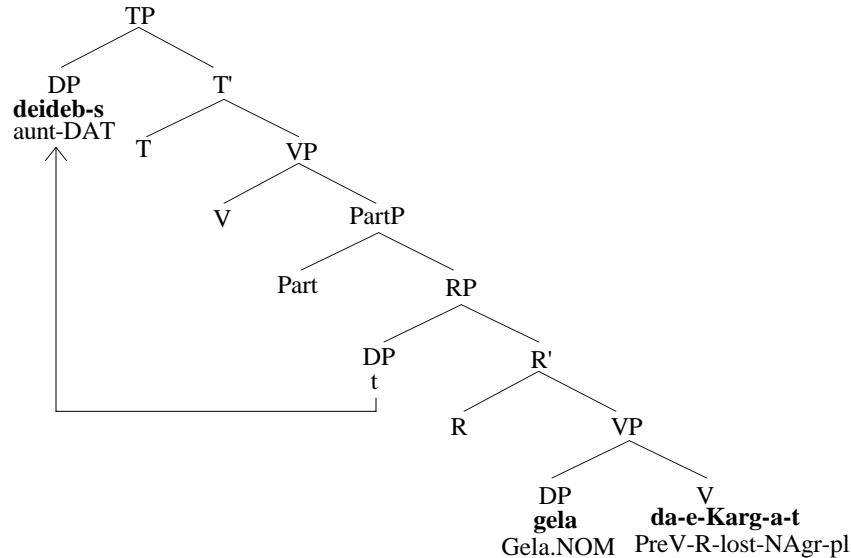 TP
DP T'
deideb-s
aunt-DAT
T VP
V PartP
Part RP
DP R'
t
R VP
DP V
gela da-e-Karg-a-t
Gela.NOM PreV-R-lost-NAgr-pl